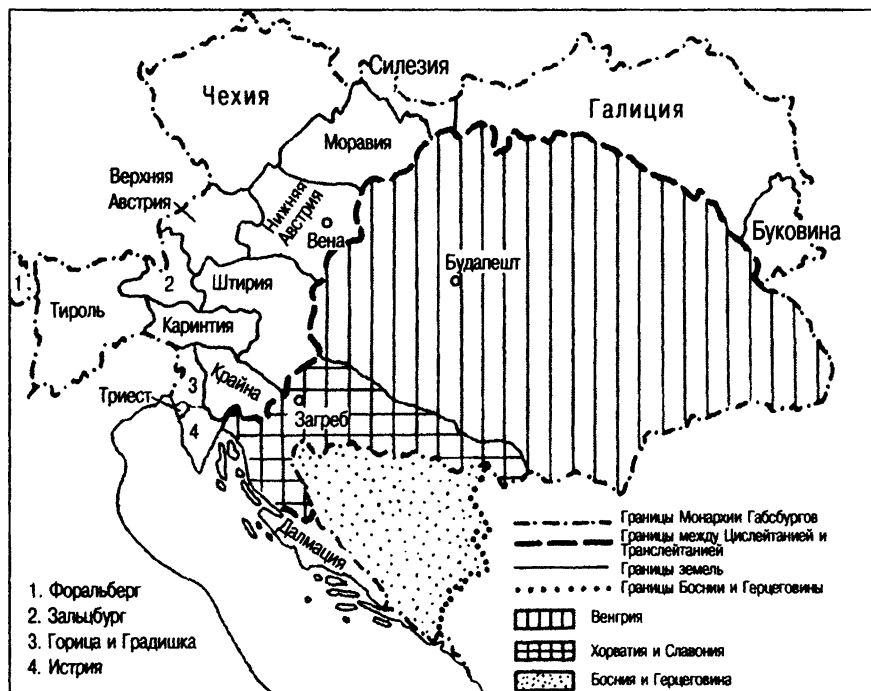 Силезия
Чехия
Галиция
Моравия
Верхняя
Австрия
Нижняя
Австрия
Вена
Буковина
Будапешт
1
2
Штирия
Тироль
Каринтия
Крайна
3
Триест
Загреб
4
Далмация
Границы Монархии Габсбургов
Границы между Цислейтанией и
Транслейтанией
Границы земель
Границы Боснии и Герцеговины
Венгрия
Хорватия и Славония
Босния и Герцеговина
1. Форальберг
2. Зальцбург
3. Горица и Градишка
4. Истрия